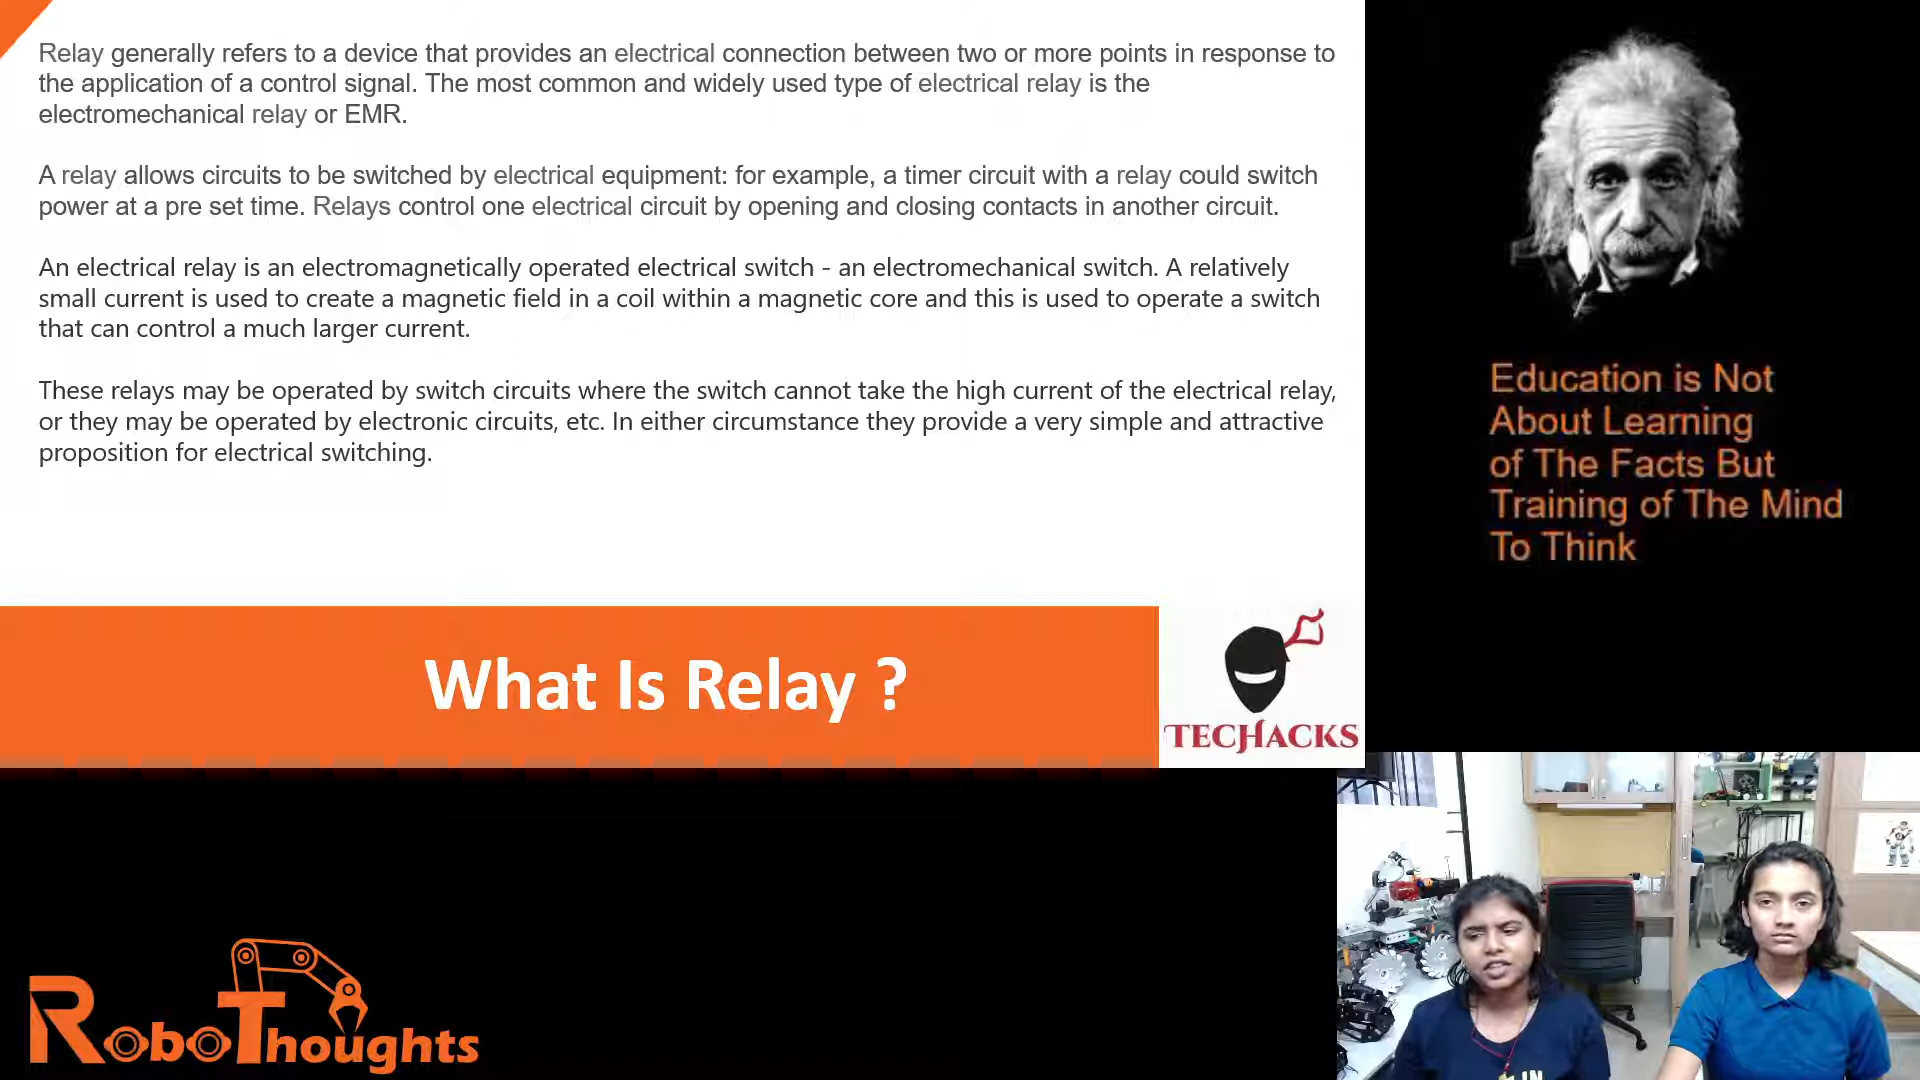 Relay generally refers to a device that provides an electrical connection between two or more points in response to
the application of a control signal. The most common and widely used type of electrical relay is the
electromechanical relay or EMR.
A relay allows circuits to be switched by electrical equipment: for example, a timer circuit with a relay could switch
power at a pre set time. Relays control one electrical circuit by opening and closing contacts in another circuit.
An electrical relay is an electromagnetically operated electrical switch - an electromechanical switch. A relatively
small current is used to create a magnetic field in a coil within a magnetic core and this is used to operate a switch
that can control a much larger current.
These relays may be operated by switch circuits where the switch cannot take the high current of the electrical relay,
or they may be operated by electronic circuits, etc. In either circumstance they provide a very simple and attractive
proposition for electrical switching.
What Is Relay ?
TECHACKS
Education is Not
About Learning
of The Facts But
Training of The Mind
To Think
RoboThoughts